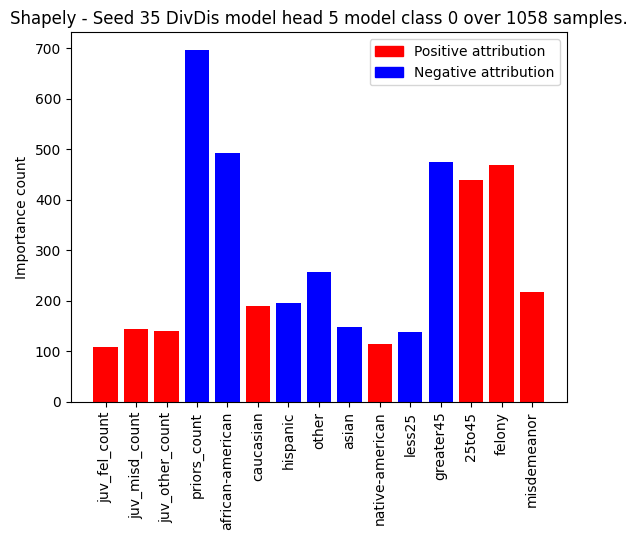 Shapely - Seed 35 DivDis model head 5 model class 0 over 1058 samples.
Positive attribution
Negative attribution
Importance count
700
600
500
400
300
200
100
0
juv_fel_count
juv_misd_count
juv_other_count
priors_count
african-american
caucasian
hispanic
other
asian
native-american
less25
greater45
25to45
felony
misdemeanor